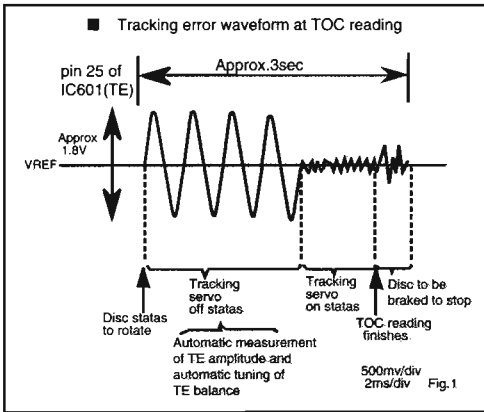 ■ Tracking error waveform at TOC reading
Approx.3sec
pin 25 of
IC601(TE)
Approx
1.8V
VREF
Disc statas
to rotate
Tracking
servo
off statas
Automatic measurement
of TE amplitude and
automatic tuning of
TE balance
Tracking
servo
on statas
Disc to be
braked to stop
TOC reading
finishes.
500mv/div
2ms/div Fig.1